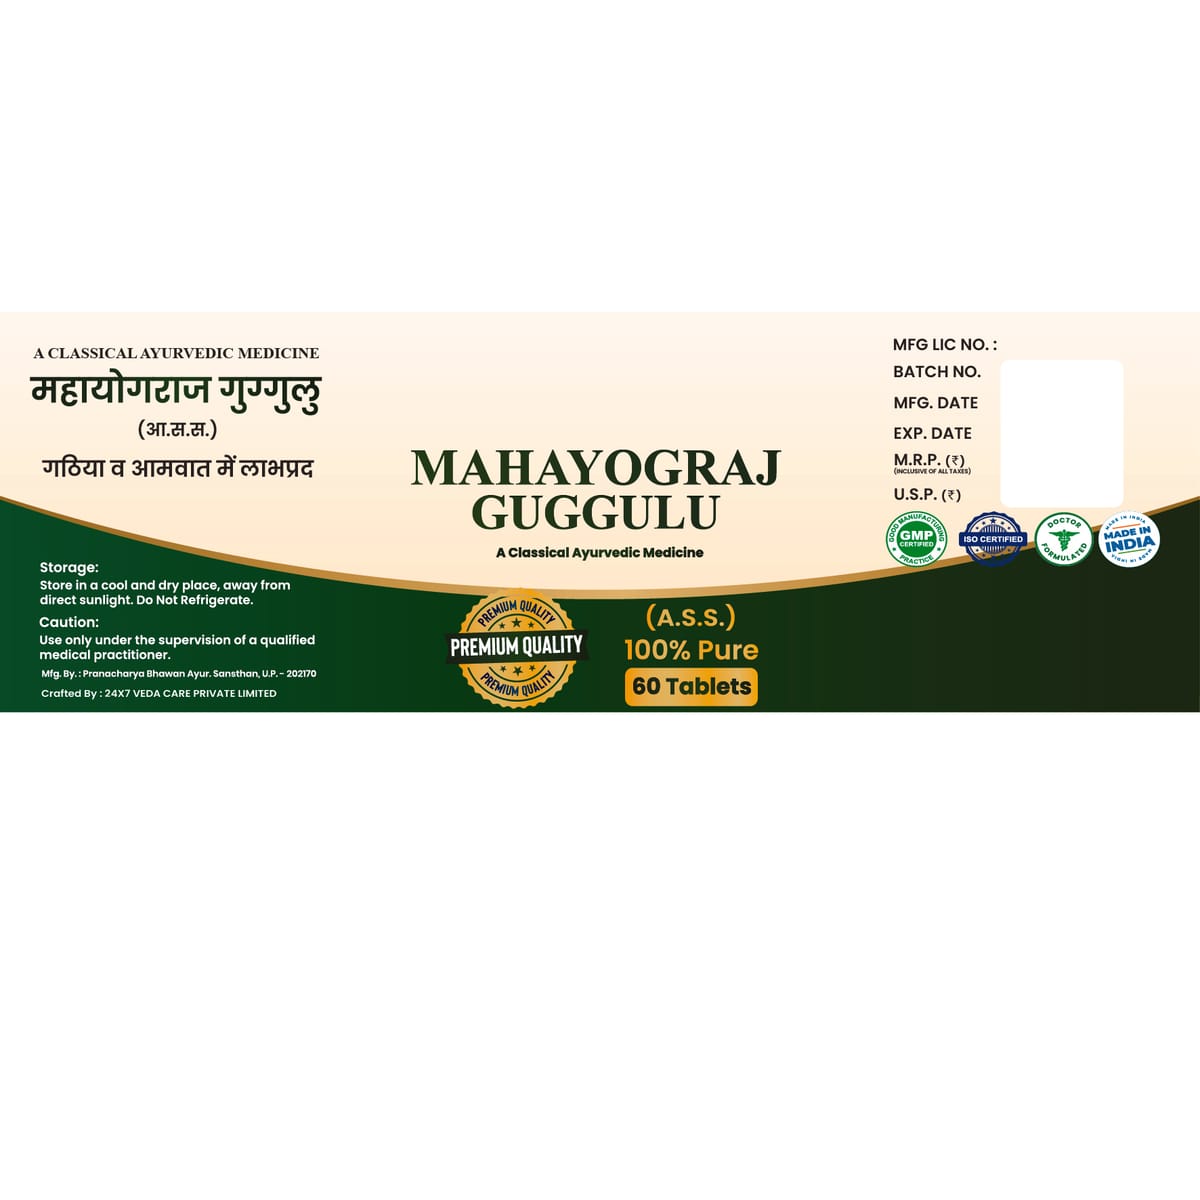 A CLASSICAL AYURVEDIC MEDICINE
महायोगराज गुग्गुलु
(आ.स.स.)
गठिया व आमवात में लाभप्रद
Storage:
Store in a cool and dry place, away from
direct sunlight. Do Not Refrigerate.
Caution:
Use only under the supervision of a qualified
medical practitioner.
Mfg. By. : Pranacharya Bhawan Ayur. Sansthan, U.P. - 202170
Crafted By : 24X7 VEDA CARE PRIVATE LIMITED
MAHAYOGRAJ
GUGGULU
A Classical Ayurvedic Medicine
PREMIUM QUALITY
PREMIUM QUALITY
PREMIUM QUALITY
(A.S.S.)
100% Pure
60 Tablets
MFG LIC NO. :
BATCH NO.
MFG. DATE
EXP. DATE
M.R.P. (₹)
(INCLUSIVE OF ALL TAXES)
U.S.P. (₹)
GOOD MANUFACTURING
GMP
CERTIFIED
PRACTICE
ISO CERTIFIED
DOCTOR
FORMULATED
MADE IN INDIA
MADE IN
INDIA